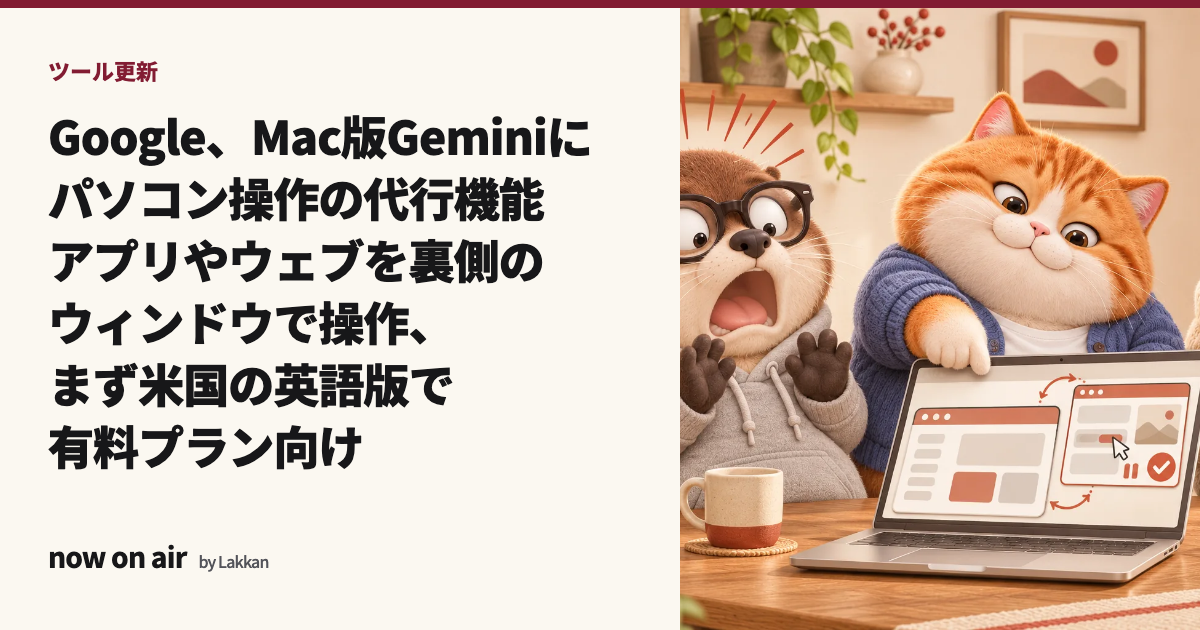 ツール更新
Google、Mac版Geminiに
パソコン操作の代行機能
アプリやウェブを裏側の
ウィンドウで操作、
まず米国の英語版で
有料プラン向け
now on air by Lakkan